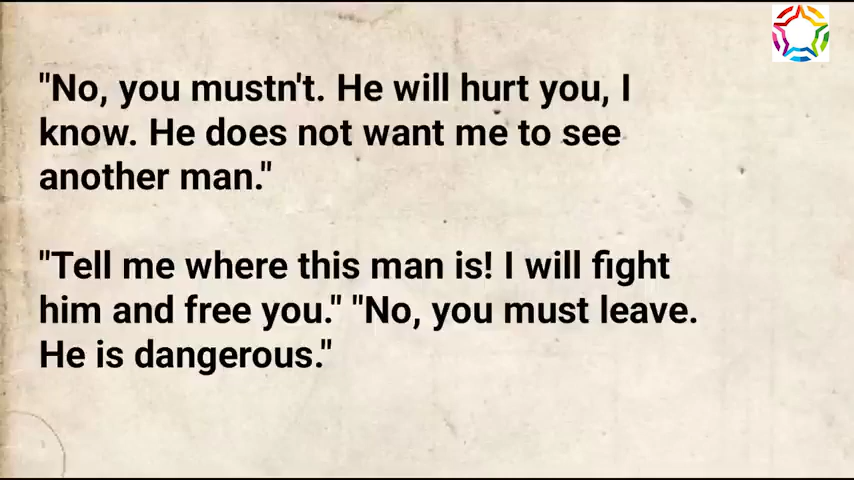 "No, you mustn't. He will hurt you, I
know. He does not want me to see
another man."
"Tell me where this man is! I will fight
him and free you." "No, you must leave.
He is dangerous."